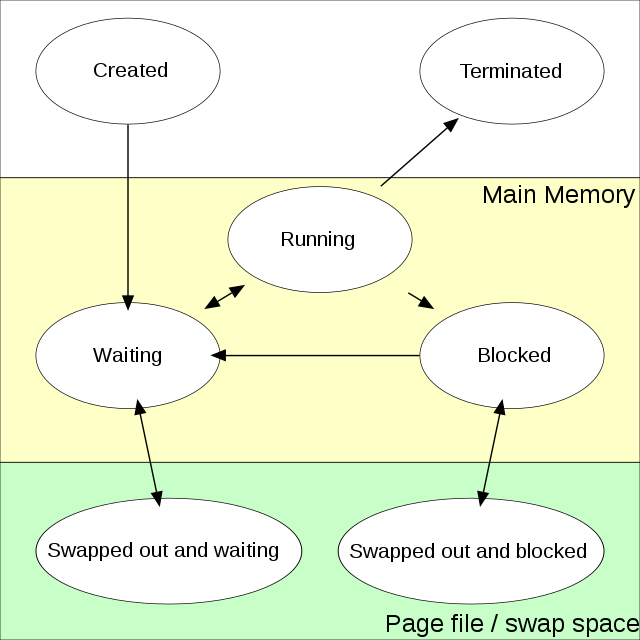 Created
Terminated
Main Memory
Running
Waiting
Blocked
Swapped out and waiting
Swapped out and blocked
Page file / swap space